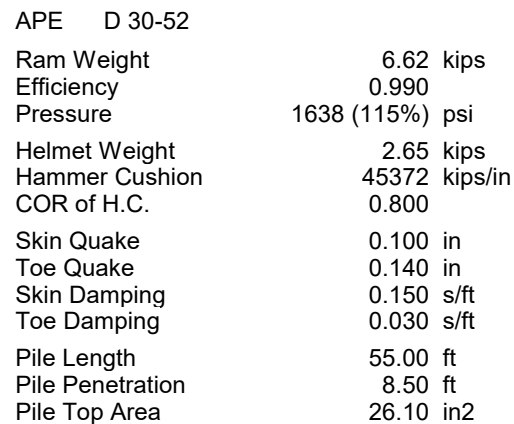 APE D 30-52
Ram Weight 6.62 kips
Efficiency 0.990
Pressure 1638 (115%) psi
Helmet Weight 2.65 kips
Hammer Cushion 45372 kips/in
COR of H.C. 0.800
Skin Quake 0.100 in
Toe Quake 0.140 in
Skin Damping 0.150 s/ft
Toe Damping 0.030 s/ft
Pile Length 55.00 ft
Pile Penetration 8.50 ft
Pile Top Area 26.10 in2